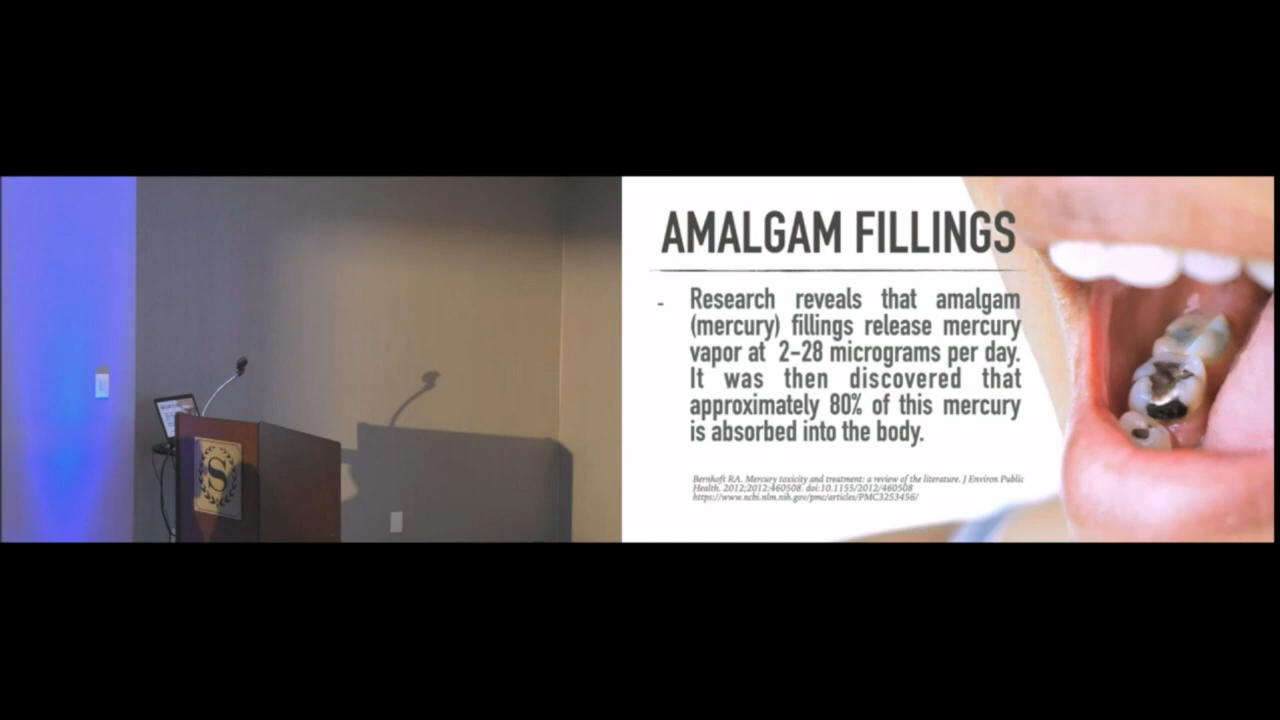 AMALGAM FILLINGS
- Research reveals that amalgam
(mercury) fillings release mercury
vapor at 2–28 micrograms per day.
It was then discovered that
approximately 80% of this mercury
is absorbed into the body.
Bernhoft RA. Mercury toxicity and treatment: a review of the literature. J Environ Public
Health. 2012;2012:460508. doi:10.1155/2012/460508
https://www.ncbi.nlm.nih.gov/pmc/articles/PMC3253456/
S